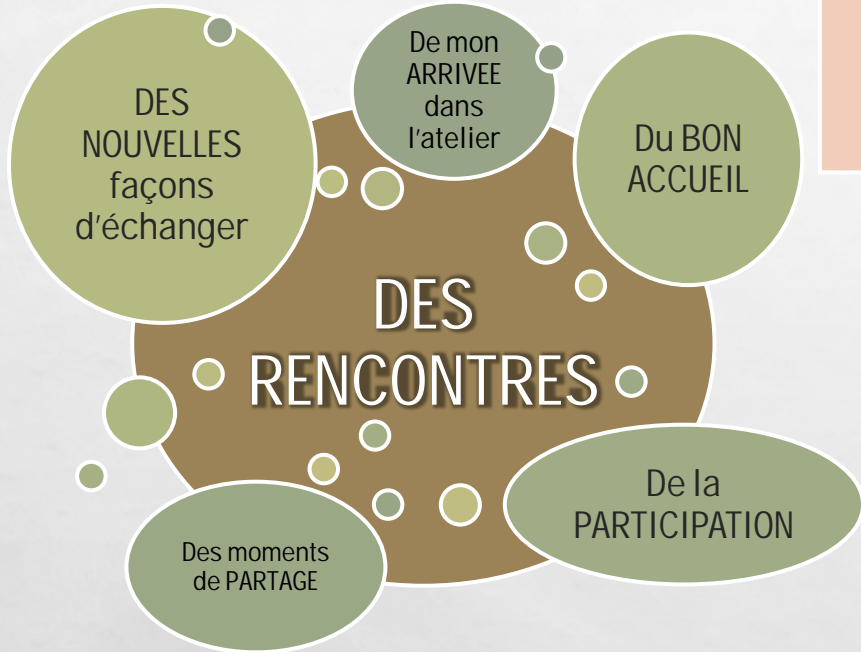 DES
NOUVELLES
façons
d'échanger
De mon
ARRIVEE
dans
l'atelier
Du BON
ACCUEIL
DES
RENCONTRES
De la
PARTICIPATION
Des moments
de PARTAGE